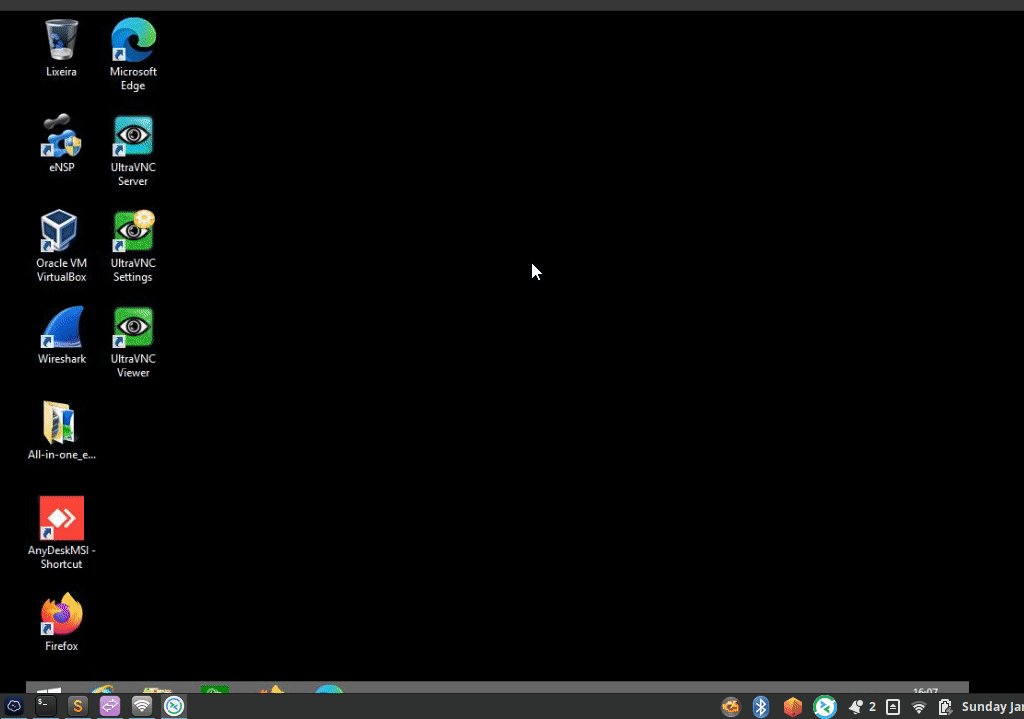 Lixeira
Microsoft
Edge
eNSP
UltraVNC
Server
Oracle VM
VirtualBox
UltraVNC
Settings
Wireshark
UltraVNC
Viewer
All-in-one_e...
AnyDeskMSI -
Shortcut
Firefox
16:07
$-
S
2
Sunday Jan